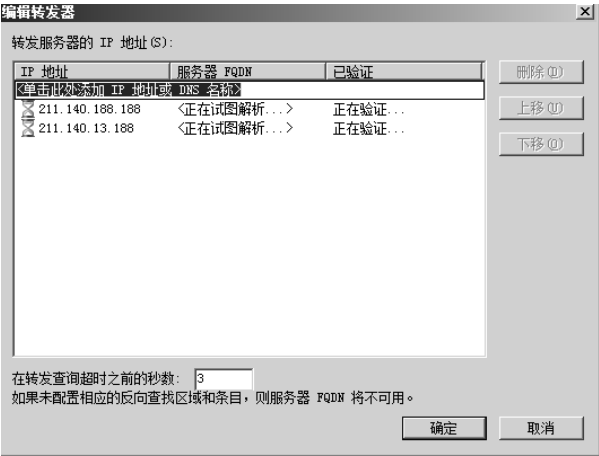 编辑转发器
转发服务器的 IP 地址(S):
IP 地址 服务器 FQDN 已验证
<单击此处添加 IP 地址或 DNS 名称>
211.140.188.188 <正在试图解析...> 正在验证...
211.140.13.188 <正在试图解析...> 正在验证...
删除(D)
上移(U)
下移(O)
在转发查询超时之前的秒数: 3
如果未配置相应的反向查找区域和条目，则服务器 FQDN 将不可用。
确定 取消